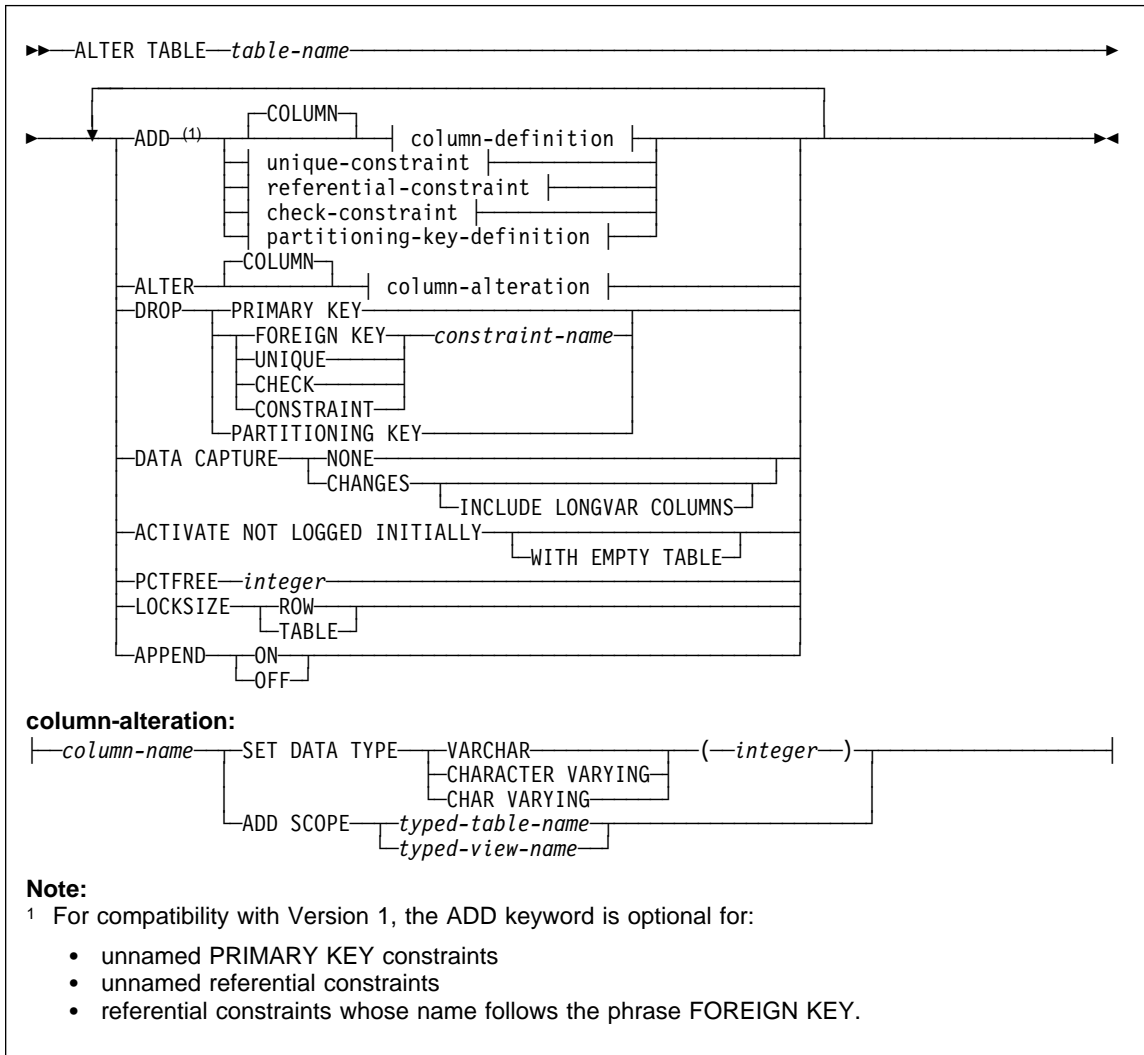 ALTER TABLE table-name
COLUMN
ADD (1) column-definition
unique-constraint
referential-constraint
check-constraint
partitioning-key-definition
COLUMN
ALTER column-alteration
DROP PRIMARY KEY
FOREIGN KEY constraint-name
UNIQUE
CHECK
CONSTRAINT
PARTITIONING KEY
DATA CAPTURE NONE
CHANGES
INCLUDE LONGVAR COLUMNS
ACTIVATE NOT LOGGED INITIALLY
WITH EMPTY TABLE
PCTFREE integer
LOCKSIZE ROW
TABLE
APPEND ON
OFF
column-alteration:
column-name SET DATA TYPE VARCHAR ( integer )
CHARACTER VARYING
CHAR VARYING
ADD SCOPE typed-table-name
typed-view-name
Note:
1 For compatibility with Version 1, the ADD keyword is optional for:
• unnamed PRIMARY KEY constraints
• unnamed referential constraints
• referential constraints whose name follows the phrase FOREIGN KEY.